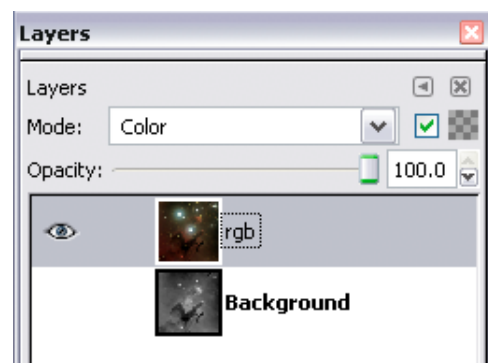 Layers
Layers
Mode: Color
Opacity: 100.0
rgb
Background